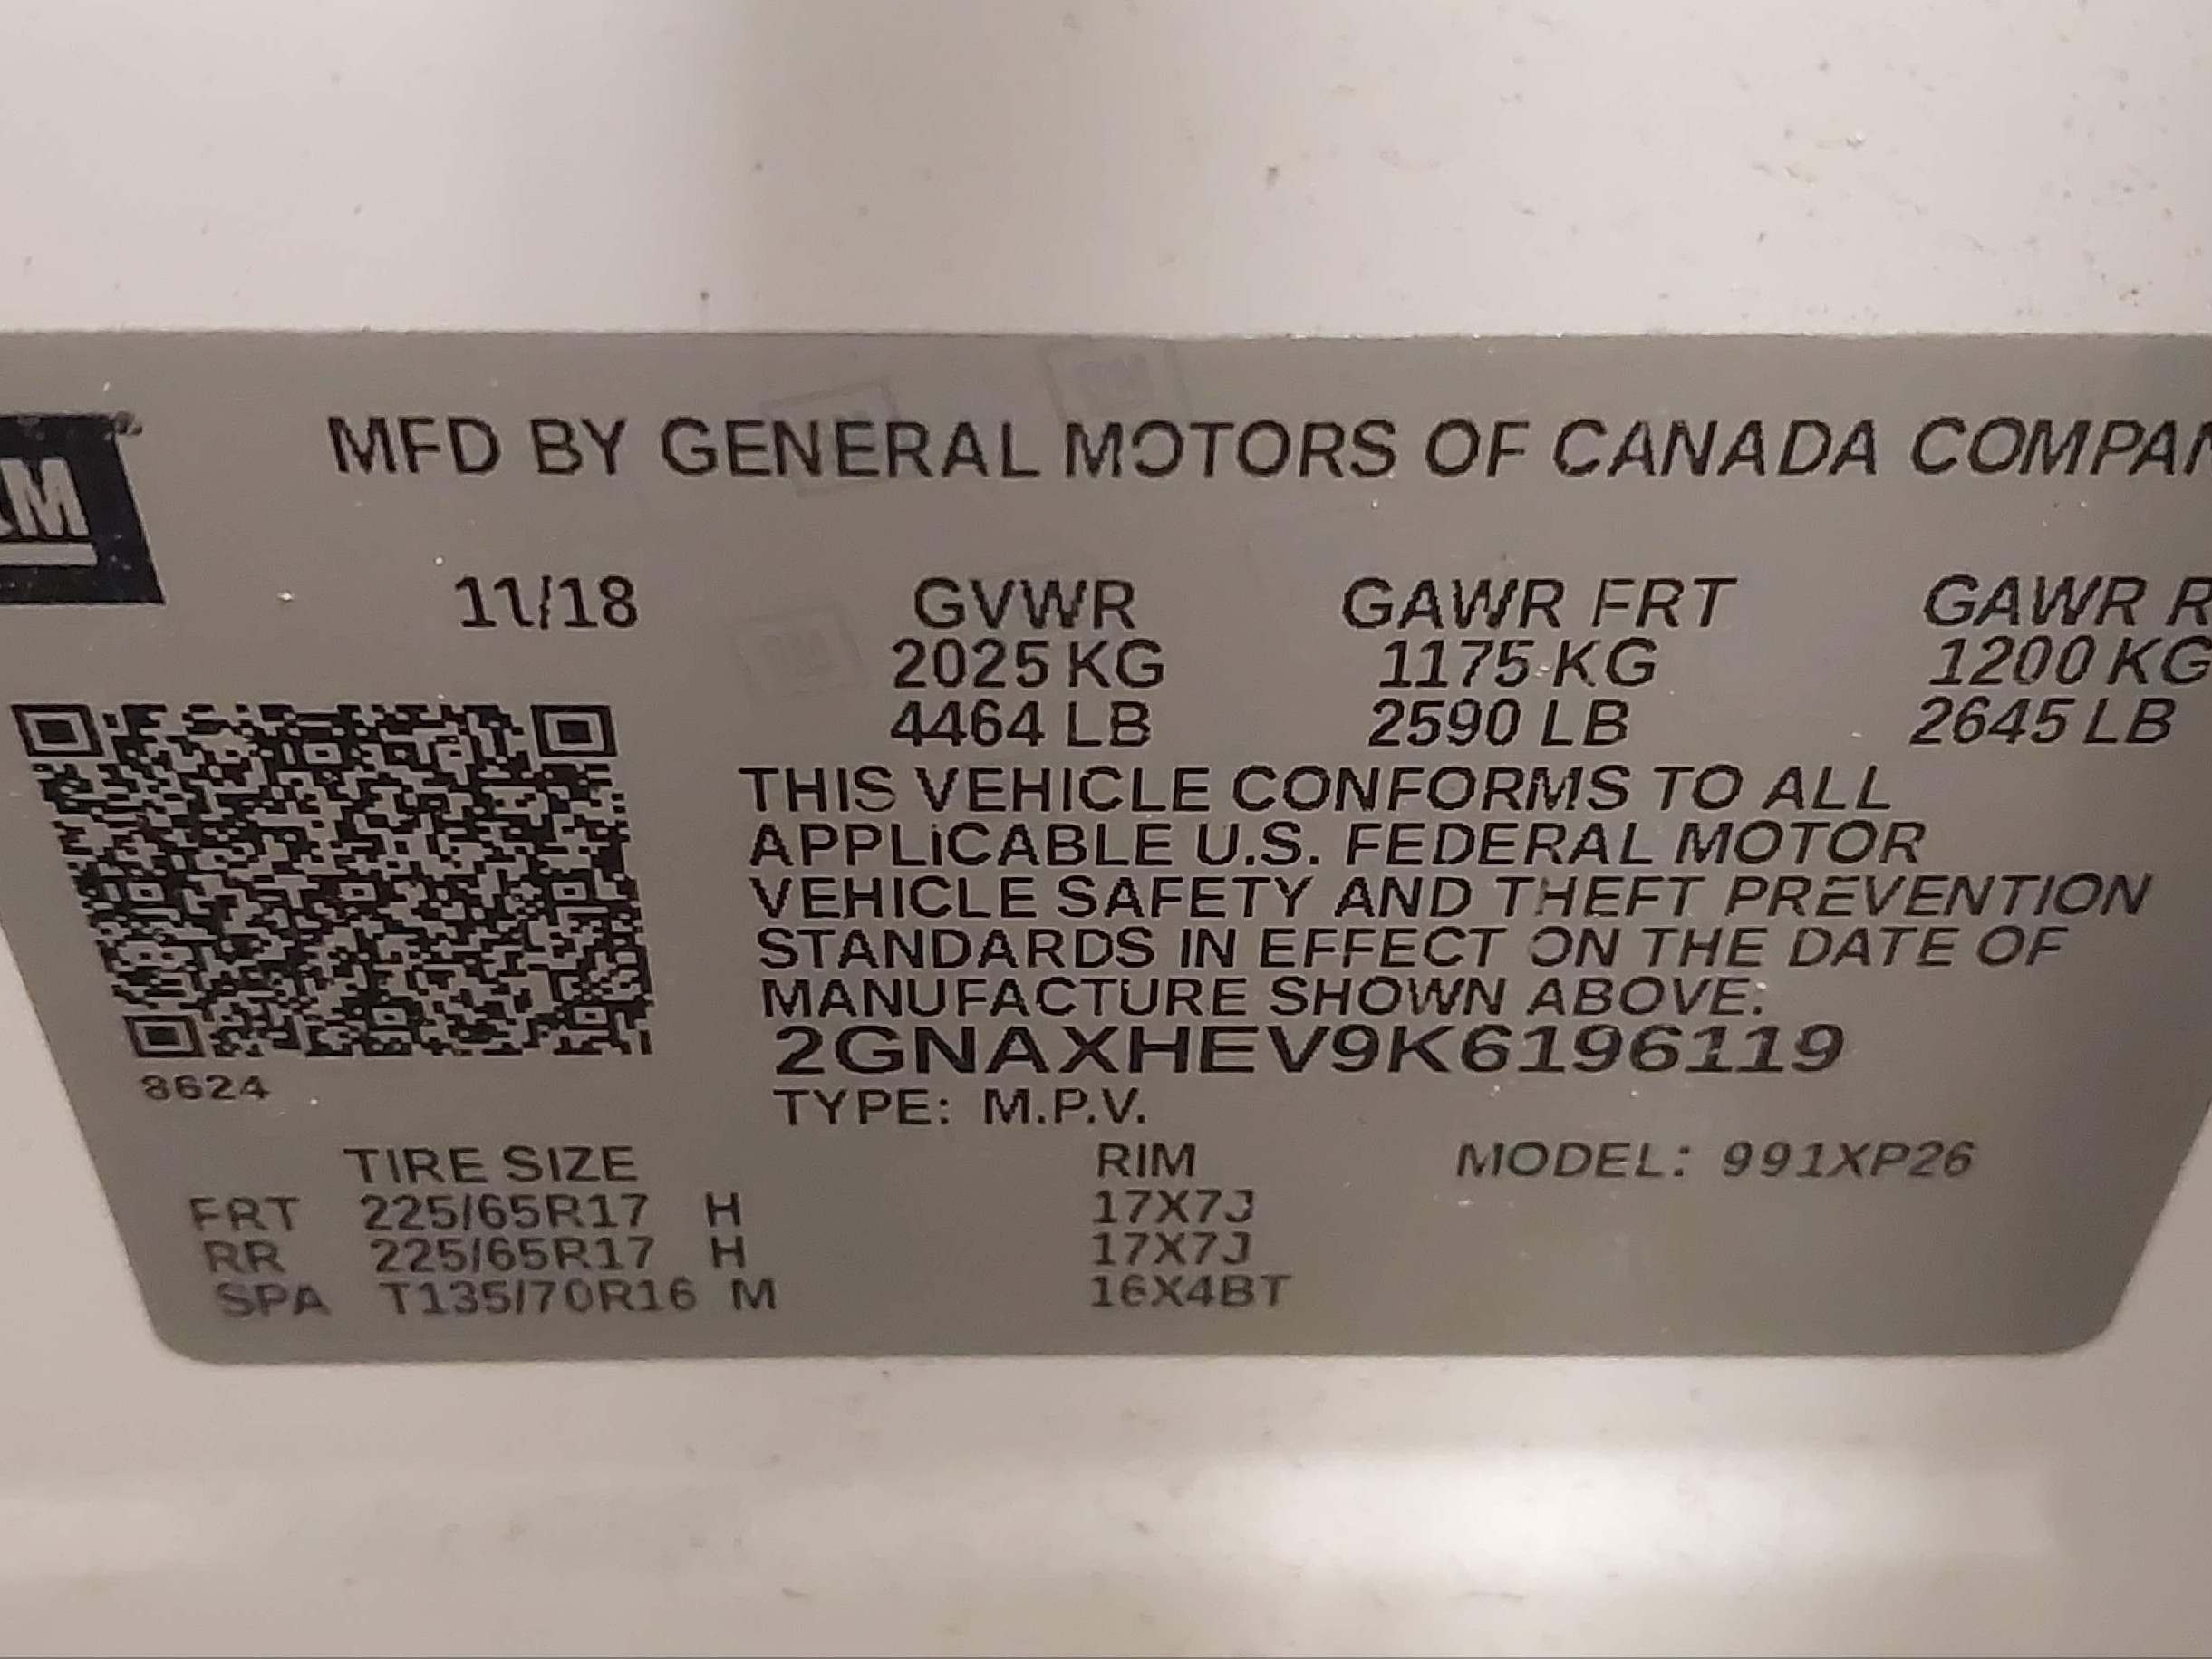 MFD BY GENERAL MOTORS OF CANADA COMPAN
GM
11/18 GVWR GAWR FRT GAWR R
2025 KG 1175 KG 1200 KG
4464 LB 2590 LB 2645 LB
THIS VEHICLE CONFORMS TO ALL
APPLICABLE U.S. FEDERAL MOTOR
VEHICLE SAFETY AND THEFT PREVENTION
STANDARDS IN EFFECT ON THE DATE OF
MANUFACTURE SHOWN ABOVE.
2GNAXHEV9K6196119
8624
TYPE: M.P.V.
TIRE SIZE RIM MODEL: 991XP26
FRT 225/65R17 H 17X7J
RR 225/65R17 H 17X7J
SPA T135/70R16 M 16X4BT